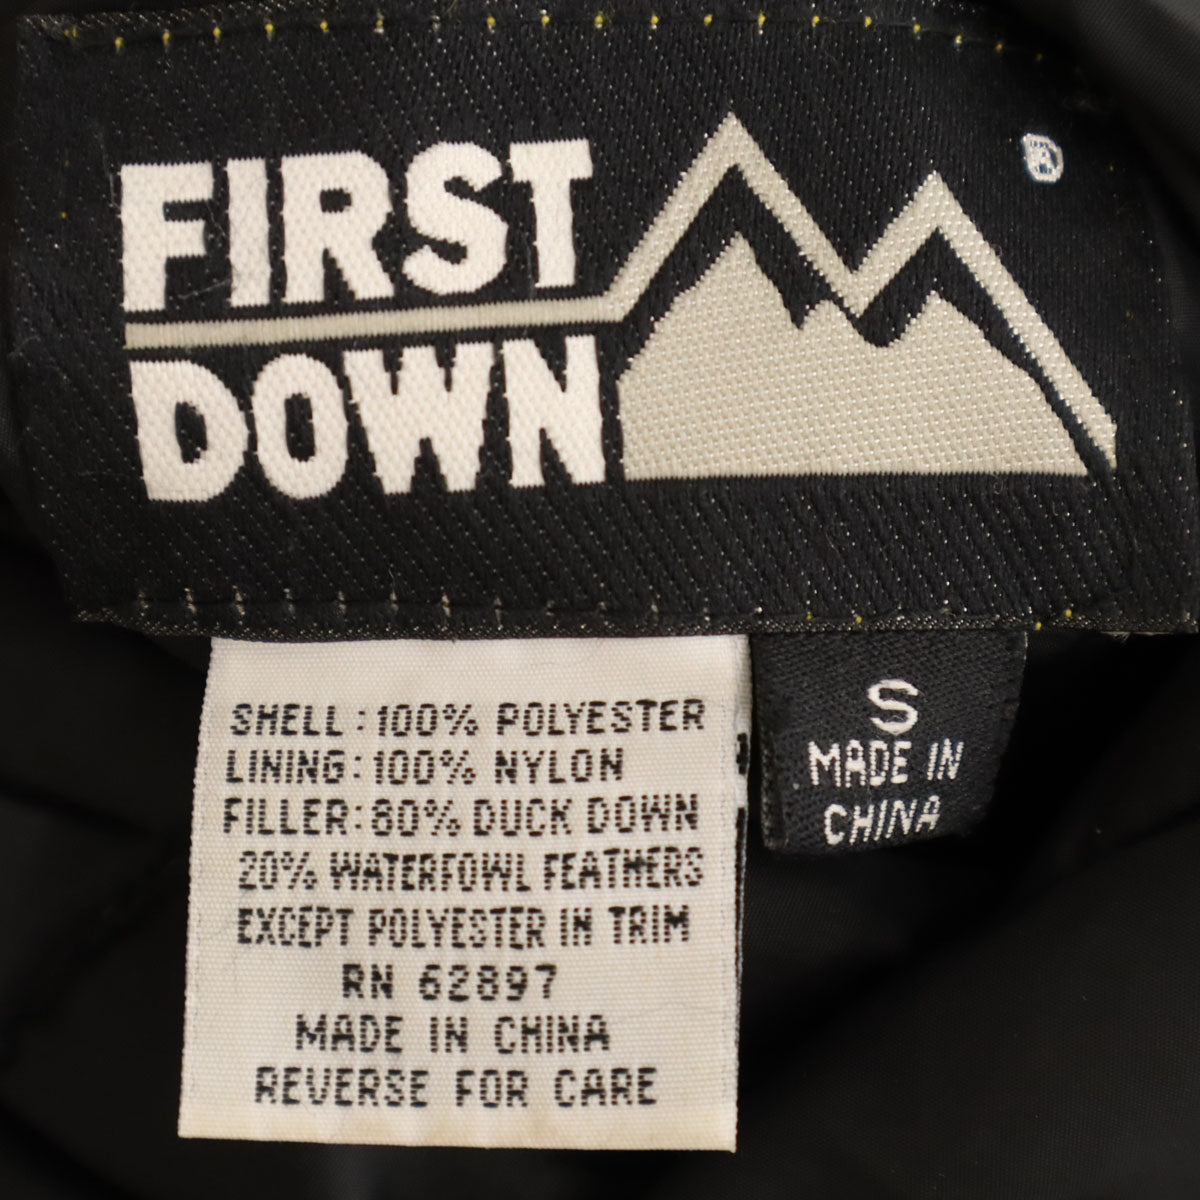 FIRST
DOWN
®
SHELL: 100% POLYESTER
LINING: 100% NYLON
FILLER: 80% DUCK DOWN
20% WATERFOWL FEATHERS
EXCEPT POLYESTER IN TRIM
RN 62897
MADE IN CHINA
REVERSE FOR CARE
S
MADE IN
CHINA